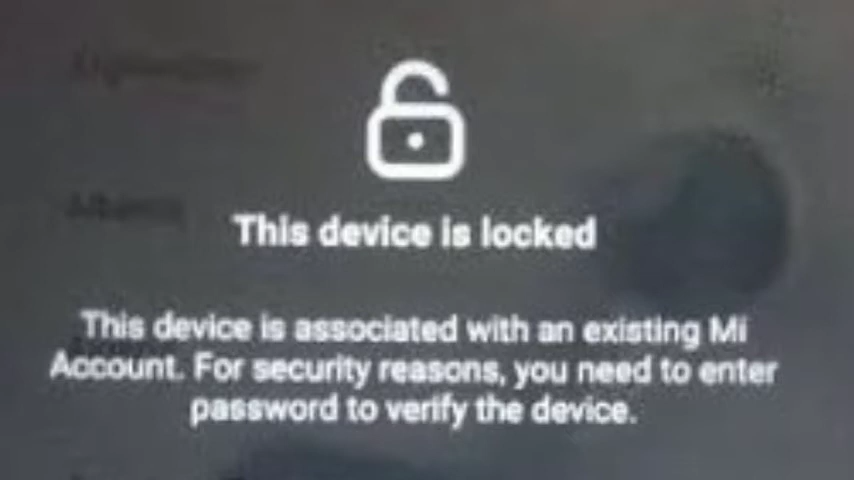 This device is locked
This device is associated with an existing Mi
Account. For security reasons, you need to enter
password to verify the device.